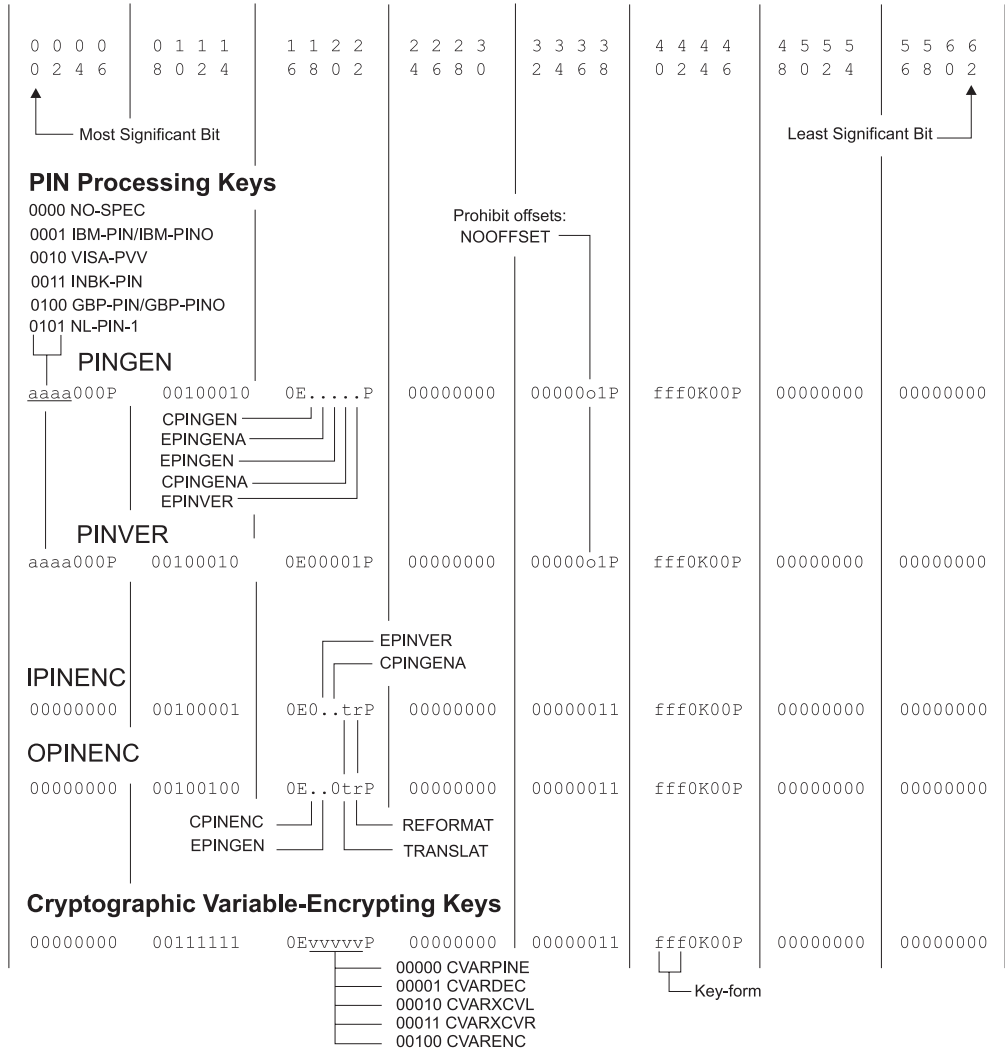 0 0 0 0 0 1 1 1 1 1 2 2 2 2 2 3 3 3 3 3 4 4 4 4 4 5 5 5 5 5 6 6
0 2 4 6 8 0 2 4 6 8 0 2 4 6 8 0 2 4 6 8 0 2 4 6 8 0 2 4 6 8 0 2
Most Significant Bit Least Significant Bit
PIN Processing Keys
0000 NO-SPEC
0001 IBM-PIN/IBM-PINO
0010 VISA-PVV
0011 INBK-PIN
0100 GBP-PIN/GBP-PINO
0101 NL-PIN-1
Prohibit offsets:
NOOFFSET
PINGEN
aaaa000P 00100010 0E.....P 00000000 00000o1P fff0K00P 00000000 00000000
CPINGEN
EPINGENA
EPINGEN
CPINGENA
EPINVER
PINVER
aaaa000P 00100010 0E00001P 00000000 00000o1P fff0K00P 00000000 00000000
EPINVER
CPINGENA
IPINENC
00000000 00100001 0E0..trP 00000000 00000011 fff0K00P 00000000 00000000
OPINENC
00000000 00100100 0E..0trP 00000000 00000011 fff0K00P 00000000 00000000
CPINENC REFORMAT
EPINGEN TRANSLAT
Cryptographic Variable-Encrypting Keys
00000000 00111111 0EvvvvvP 00000000 00000011 fff0K00P 00000000 00000000
00000 CVARPINE
00001 CVARDEC
00010 CVARXCVL
00011 CVARXCVR
00100 CVARENC
Key-form